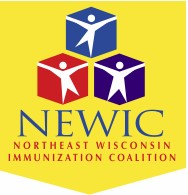 NEWIC
NORTHEAST WISCONSIN
IMMUNIZATION COALITION